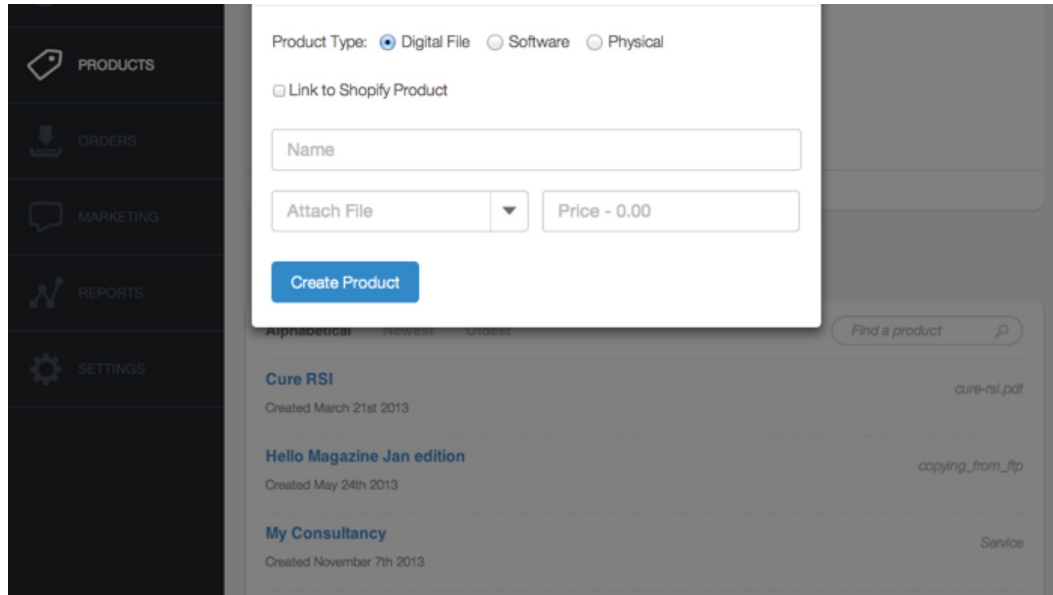 Product Type: Digital File Software Physical
PRODUCTS
Link to Shopify Product
ORDERS
Name
MARKETING
Attach File Price - 0.00
REPORTS
Create Product
Alphabetical Newest Oldest Find a product
SETTINGS
Cure RSI cure-rsi.pdf
Created March 21st 2013
Hello Magazine Jan edition copying_from_ftp
Created May 24th 2013
My Consultancy Service
Created November 7th 2013